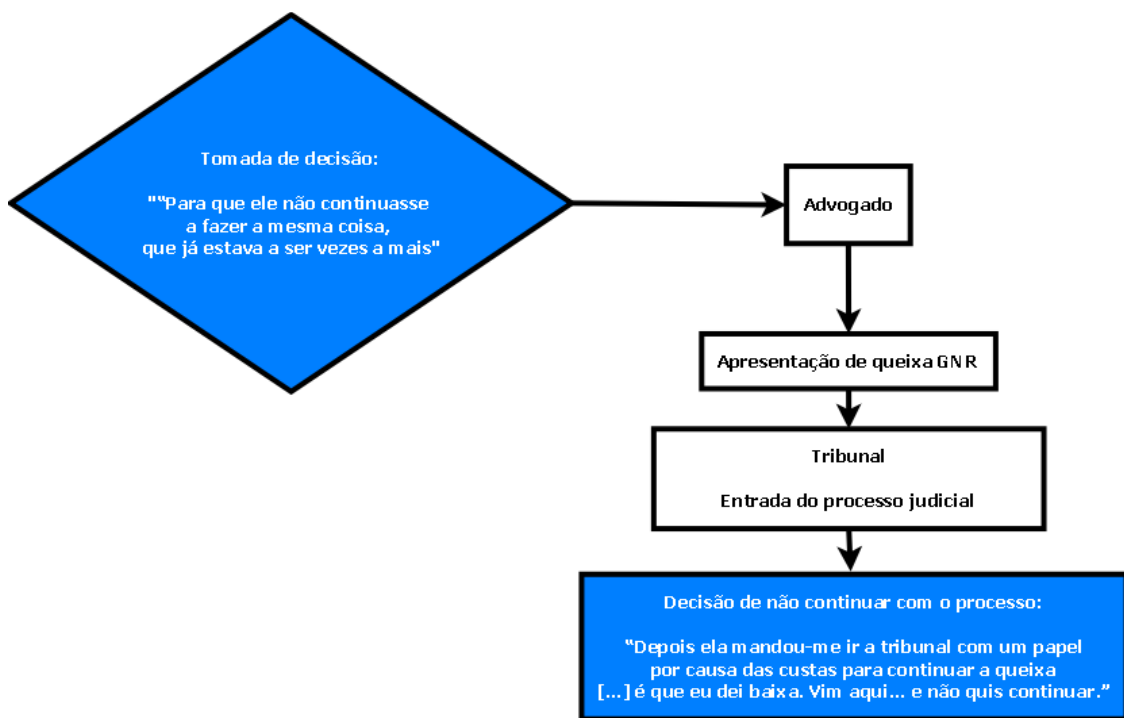 Tomada de decisão:
"“Para que ele não continuasse
a fazer a mesma coisa,
que já estava a ser vezes a mais"
Advogado
Apresentação de queixa GNR
Tribunal
Entrada do processo judicial
Decisão de não continuar com o processo:
“Depois ela mandou-me ir a tribunal com um papel
por causa das custas para continuar a queixa
[...] é que eu dei baixa. Vim aqui... e não quis continuar.”